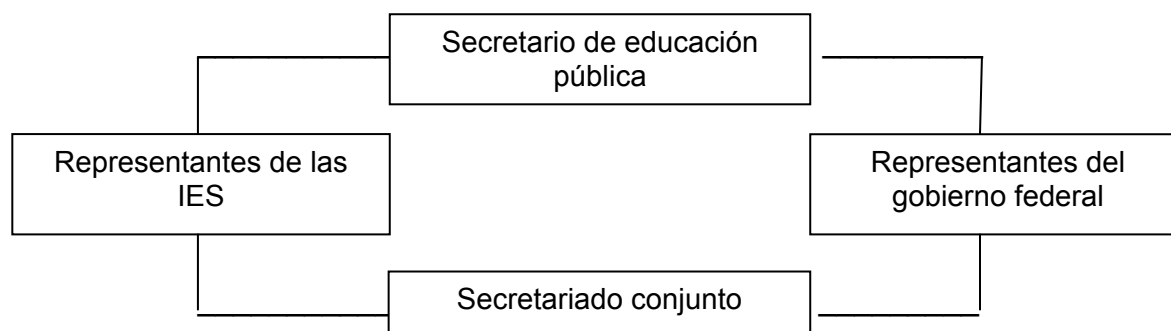 Secretario de educación
pública
Representantes de las
IES
Representantes del
gobierno federal
Secretariado conjunto